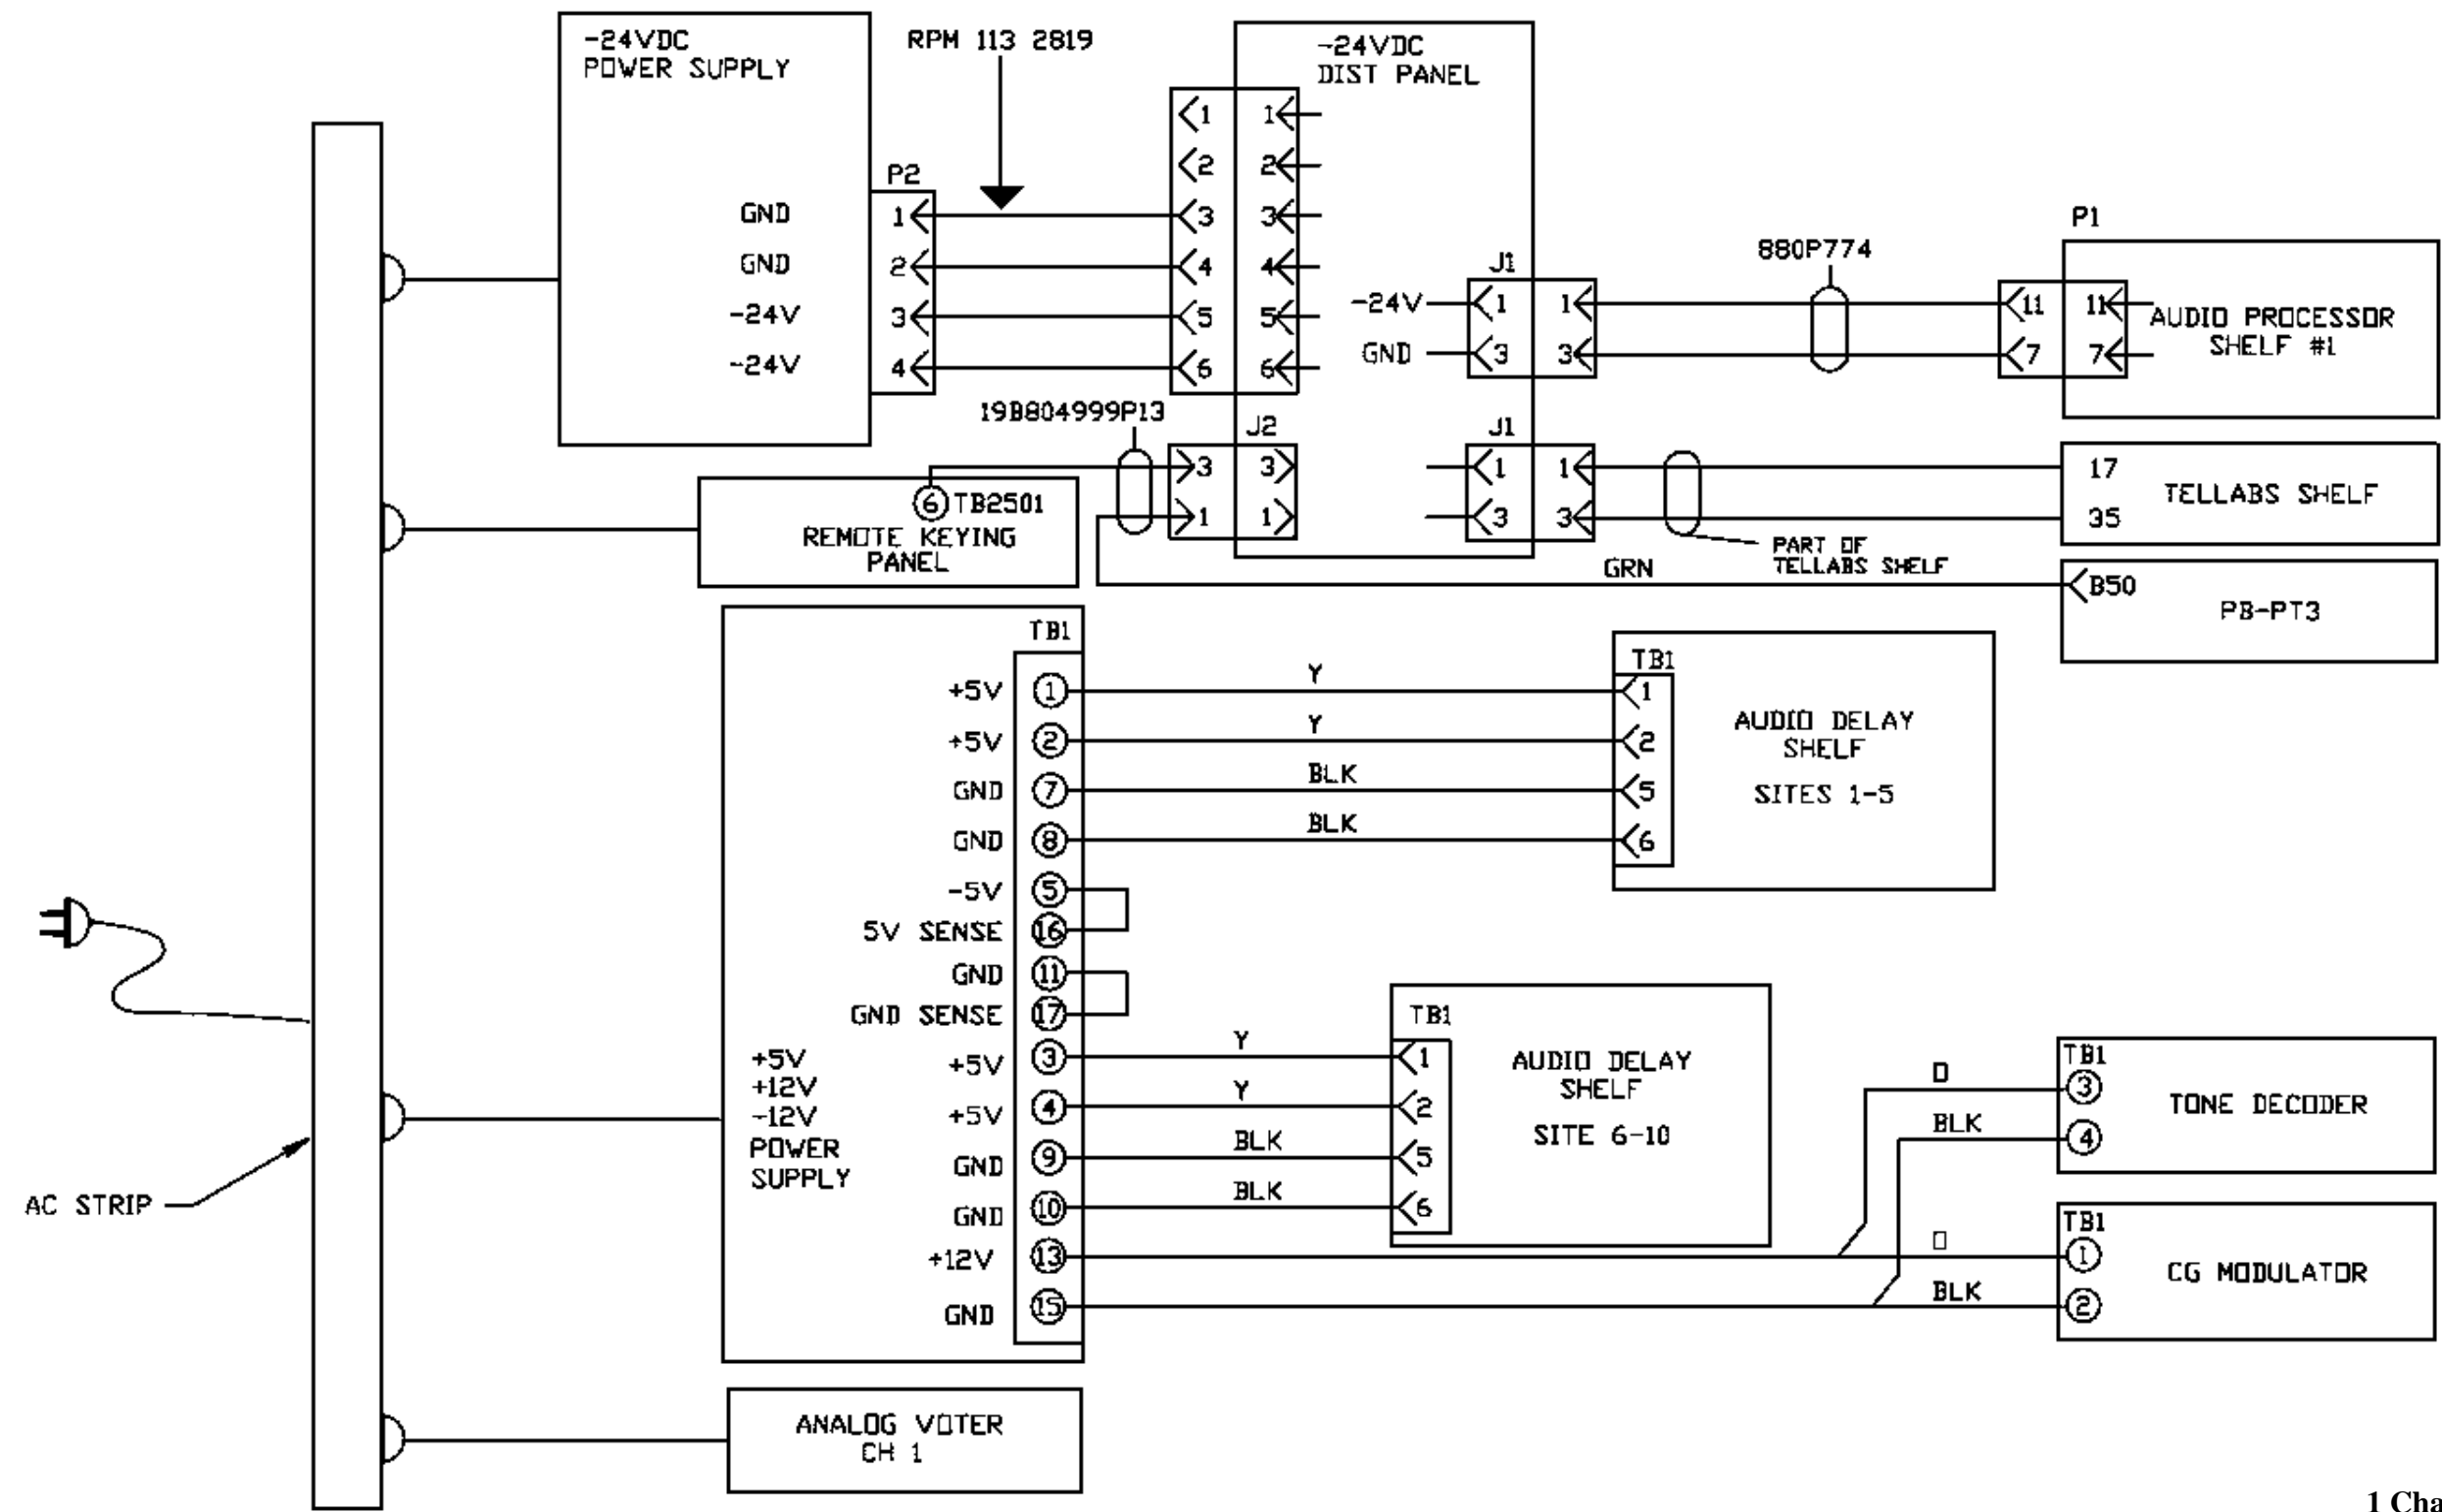 -24VDC
POWER SUPPLY
RPM 113 2819
-24VDC
DIST PANEL
P2
GND
GND
-24V
-24V
1
2
3
4
1
2
3
4
5
6
1
2
3
4
5
6
J1
-24V
GND
1
3
1
3
880P774
P1
11
7
11
7
AUDIO PROCESSOR
SHELF #1
19B804999P13
J2
3
1
3
1
J1
1
3
1
3
17
35
TELLABS SHELF
PART OF
TELLABS SHELF
6 TB2501
REMOTE KEYING
PANEL
GRN
B50
PB-PT3
TB1
+5V 1
+5V 2
GND 7
GND 8
-5V 5
5V SENSE 16
GND 11
GND SENSE 17
+5V 3
+5V 4
GND 9
GND 10
+12V 13
GND 15
+5V
+12V
-12V
POWER
SUPPLY
Y
Y
BLK
BLK
TB1
1
2
5
6
AUDIO DELAY
SHELF
SITES 1-5
Y
Y
BLK
BLK
TB1
1
2
5
6
AUDIO DELAY
SHELF
SITE 6-10
O
BLK
TB1
3
4
TONE DECODER
O
BLK
TB1
1
2
CG MODULATOR
AC STRIP
ANALOG VOTER
CH 1
1 Cha